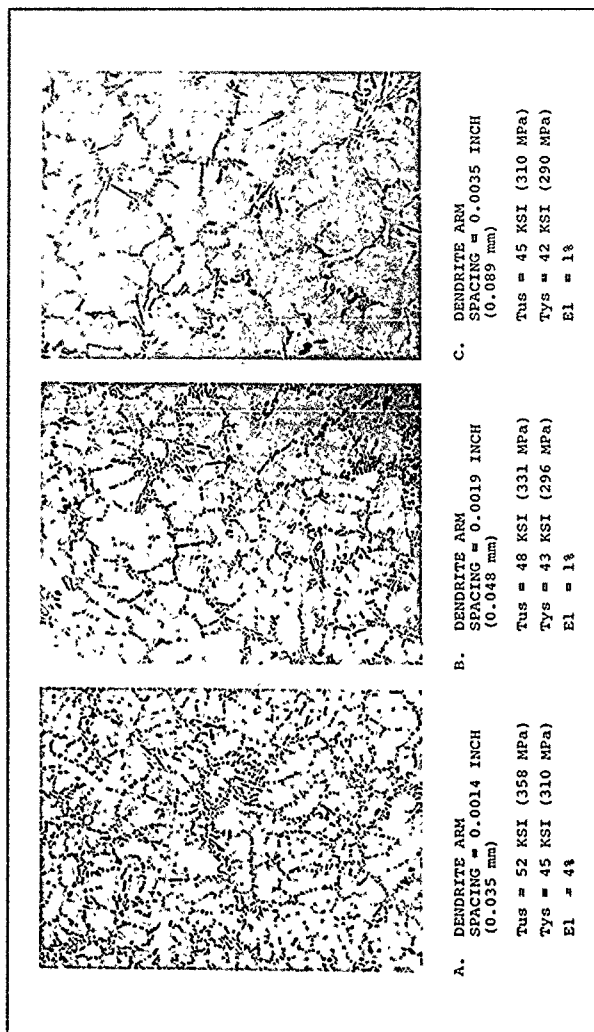 A. DENDRITE ARM
SPACING = 0.0014 INCH
(0.035 mm)
Tus = 52 KSI (358 MPa)
Tys = 45 KSI (310 MPa)
El = 4%
B. DENDRITE ARM
SPACING = 0.0019 INCH
(0.048 mm)
Tus = 48 KSI (331 MPa)
Tys = 43 KSI (296 MPa)
El = 1%
C. DENDRITE ARM
SPACING = 0.0035 INCH
(0.089 mm)
Tus = 45 KSI (310 MPa)
Tys = 42 KSI (290 MPa)
El = 1%